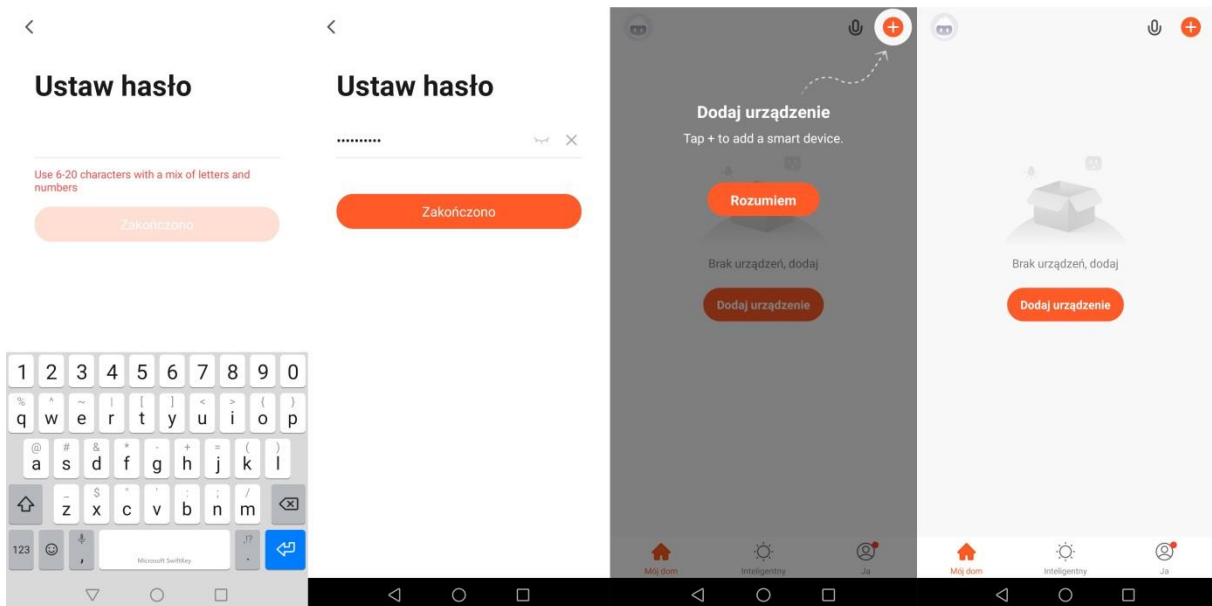 Ustaw hasło
Use 6-20 characters with a mix of letters and
numbers
Zakończono
1 2 3 4 5 6 7 8 9 0
% ^ ~ | [ ] < > { }
q w e r t y u i o p
@ # & * - + = ( )
a s d f g h j k l
_ $ " ' : ; /
z x c v b n m
123 , Microsoft SwiftKey ,!? .
Ustaw hasło
••••••••••
Zakończono
Dodaj urządzenie
Tap + to add a smart device.
Rozumiem
Brak urządzeń, dodaj
Dodaj urządzenie
Mój dom
Inteligentny
Ja
Brak urządzeń, dodaj
Dodaj urządzenie
Mój dom
Inteligentny
Ja